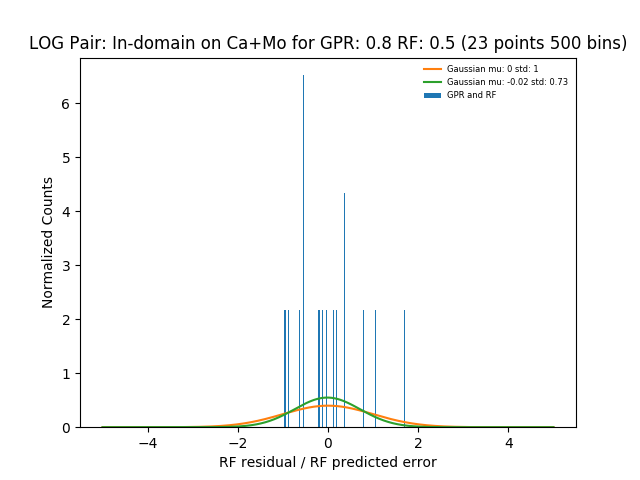 LOG Pair: In-domain on Ca+Mo for GPR: 0.8 RF: 0.5 (23 points 500 bins)
Gaussian mu: 0 std: 1
Gaussian mu: -0.02 std: 0.73
GPR and RF
Normalized Counts
6
5
4
3
2
1
0
−4 −2 0 2 4
RF residual / RF predicted error